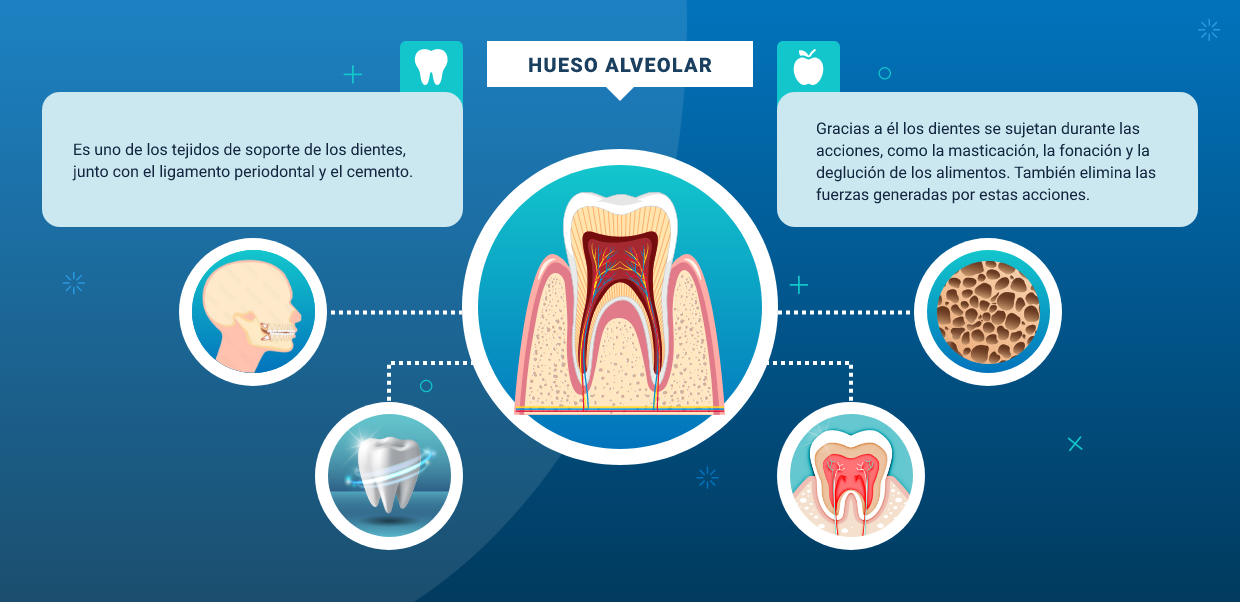 HUESO ALVEOLAR
Es uno de los tejidos de soporte de los dientes,
junto con el ligamento periodontal y el cemento.
Gracias a él los dientes se sujetan durante las
acciones, como la masticación, la fonación y la
deglución de los alimentos. También elimina las
fuerzas generadas por estas acciones.